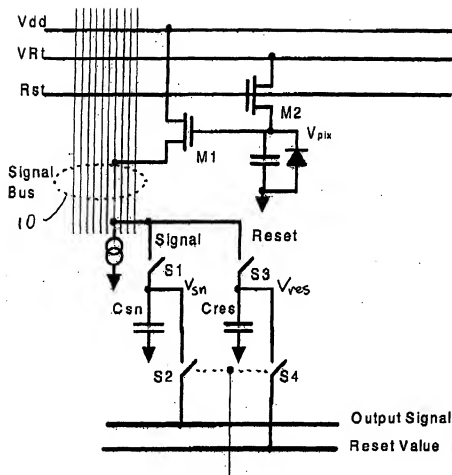 Vdd
VRt
Rst
M2
M1
Vpix
Signal
Bus
10
Signal
Reset
S1
S3
Vsn
Vres
Csn
Cres
S2
S4
Output Signal
Reset Value